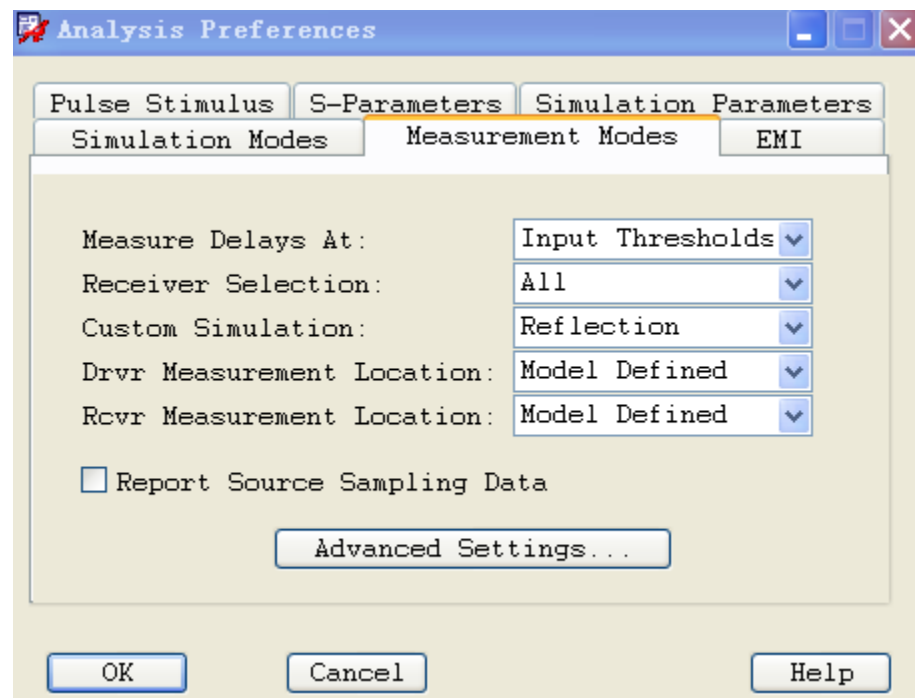 Analysis Preferences
Pulse Stimulus S-Parameters Simulation Parameters
Simulation Modes Measurement Modes EMI
Measure Delays At: Input Thresholds
Receiver Selection: All
Custom Simulation: Reflection
Drvr Measurement Location: Model Defined
Rcvr Measurement Location: Model Defined
Report Source Sampling Data
Advanced Settings...
OK Cancel Help